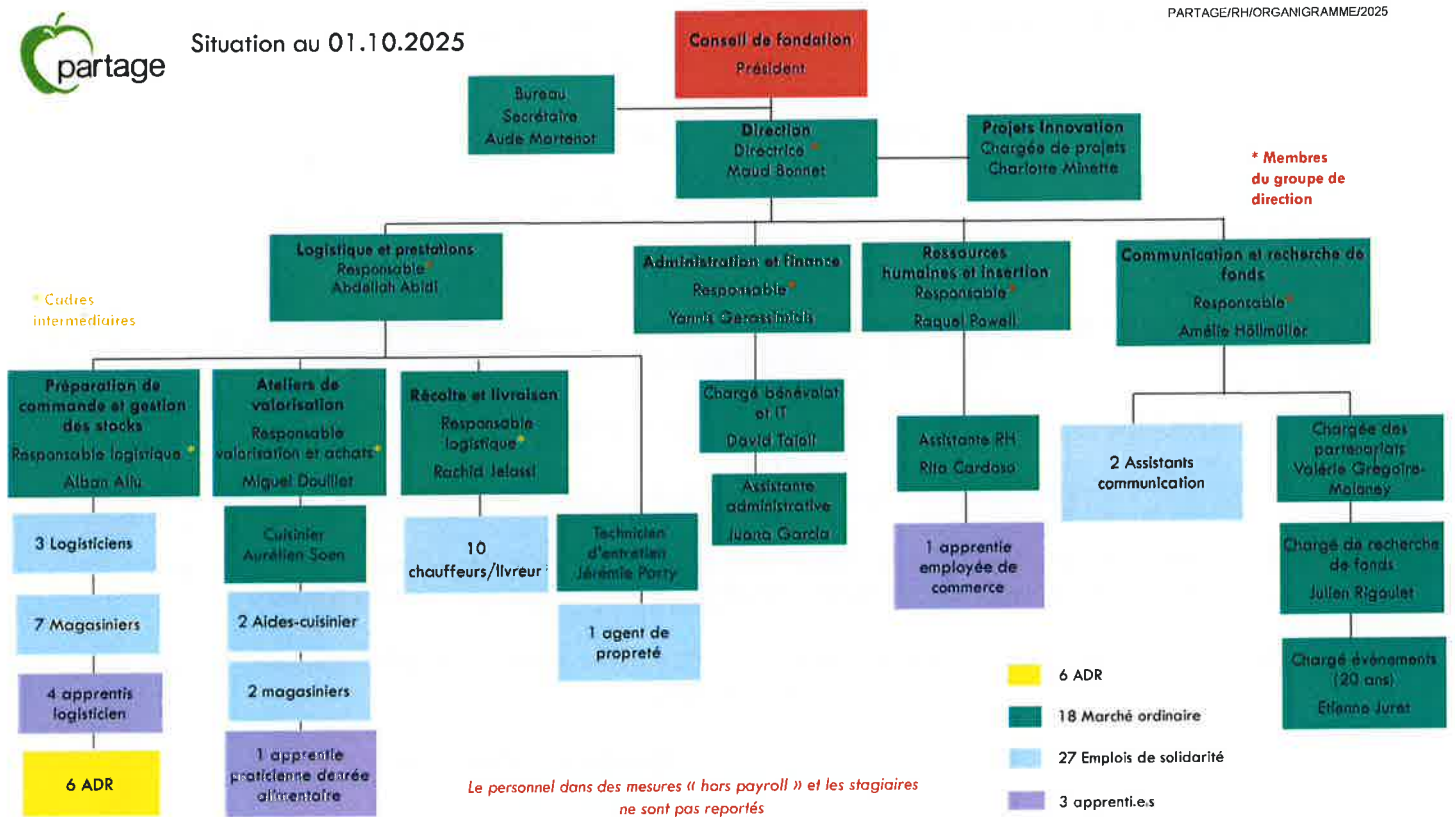 PARTAGE/RH/ORGANIGRAMME/2025
partage
Situation au 01.10.2025
Conseil de fondation
Président
Bureau
Secrétaire
Aude Martenot
Direction
Directrice *
Maud Bonnet
Projets Innovation
Chargée de projets
Charlotte Minette
* Membres
du groupe de
direction
Logistique et prestations
Responsable*
Abdellah Abidi
Administration et finance
Responsable*
Yannis
Ressources
humaines et insertion
Responsable*
Raquel Powell
Communication et recherche de
fonds
Responsable*
Amélie Höllmüller
* Cadres
intermédiaires
Préparation de
commande et gestion
des stocks
Responsable logistique *
Alban Aliu
Ateliers de
valorisation
Responsable
valorisation et achats*
Miguel Douillet
Récolte et livraison
Responsable
logistique*
Rachid Jelassi
Chargé bénévolat
et IT
David
Assistante RH
Rita Cardoso
2 Assistants
communication
Chargée des
partenariats
Valérie Grégoire-
Maloney
3 Logisticiens
Cuisinier
Aurélien Soen
10
chauffeurs/livreur
Technicien
d'entretien
Jérémie Party
Assistante
administrative
Juana Garcia
1 apprentie
employée de
commerce
Chargé de recherche
de fonds
Julien Rigoulet
7 Magasiniers
2 Aides-cuisinier
1 agent de
propreté
Chargé événements
(20 ans)
Etienne Juret
4 apprentis
logisticien
2 magasiniers
6 ADR
1 apprentie
praticienne denrée
alimentaire
6 ADR
18 Marché ordinaire
27 Emplois de solidarité
3 apprenti.e.s
Le personnel dans des mesures « hors payroll » et les stagiaires
ne sont pas reportés